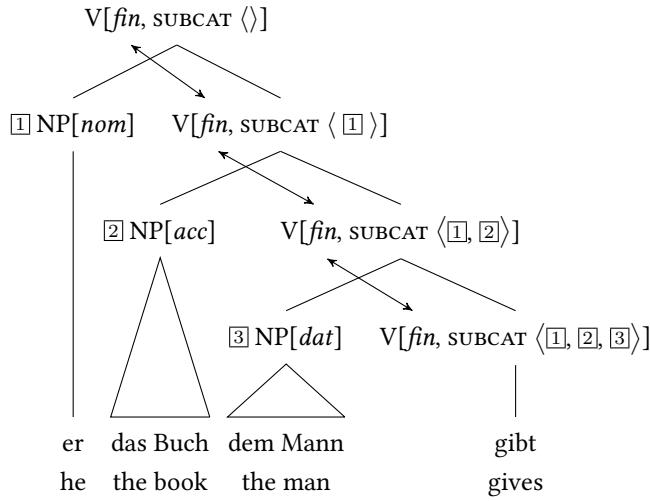 V[fin, SUBCAT ⟨⟩]
1 NP[nom] V[fin, SUBCAT ⟨ 1 ⟩]
2 NP[acc] V[fin, SUBCAT ⟨1, 2⟩]
3 NP[dat] V[fin, SUBCAT ⟨1, 2, 3⟩]
er das Buch dem Mann gibt
he the book the man gives